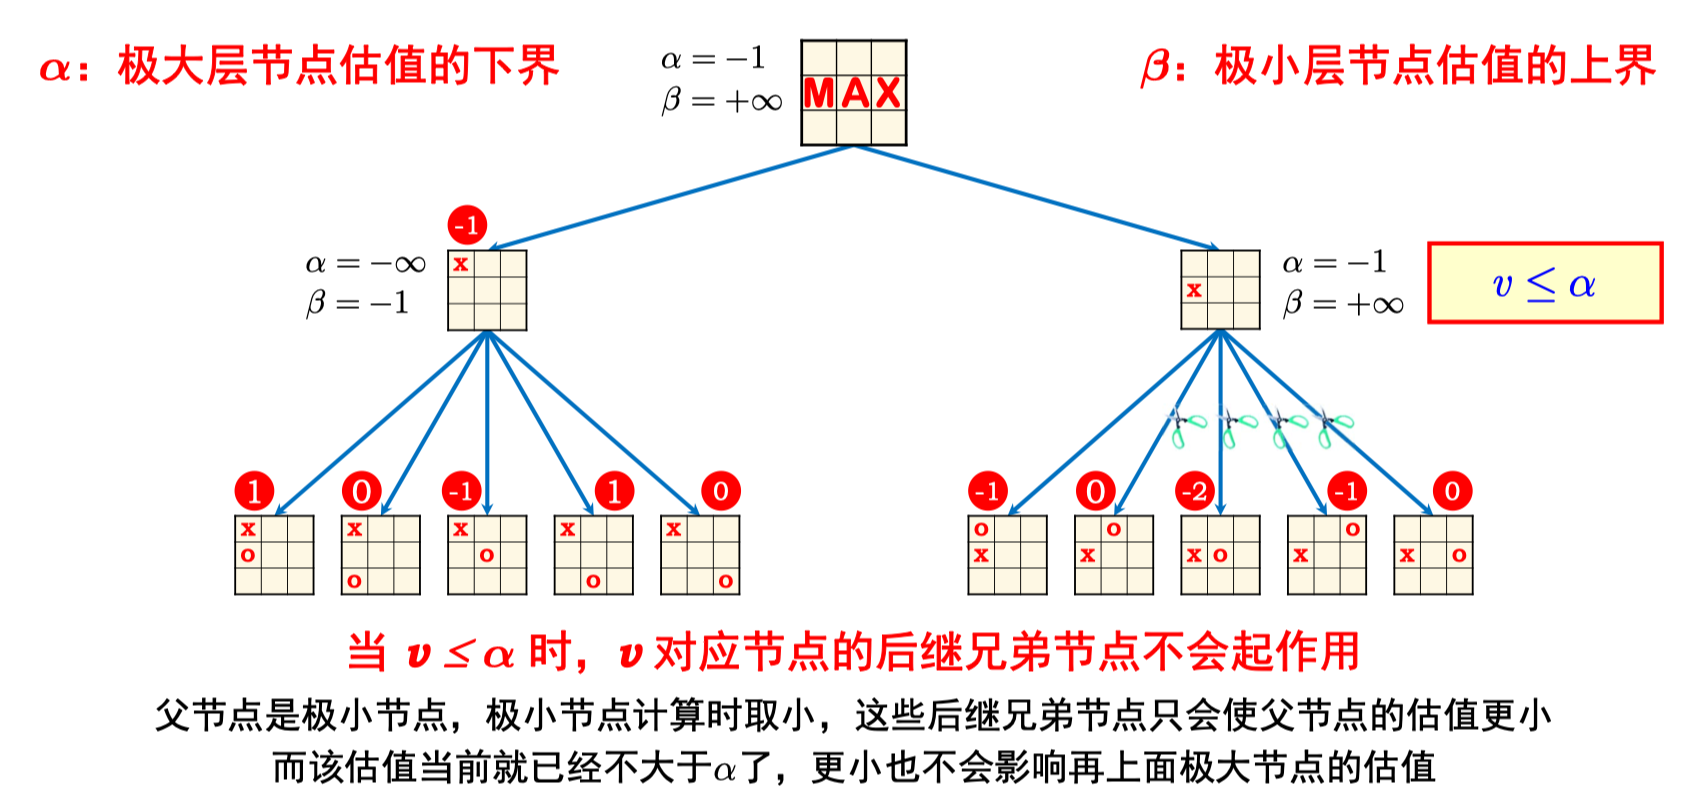 α：极大层节点估值的下界
α = −1
β = +∞
MAX
β：极小层节点估值的上界
-1
α = −∞
β = −1
x
x
α = −1
β = +∞
v ≤ α
1 0 -1 1 0
-1 0 -2 -1 0
x x x x x
o o
o o o
o o o
x x x o x x o
当 v ≤ α 时，v 对应节点的后继兄弟节点不会起作用
父节点是极小节点，极小节点计算时取小，这些后继兄弟节点只会使父节点的估值更小
而该估值当前就已经不大于α了，更小也不会影响再上面极大节点的估值